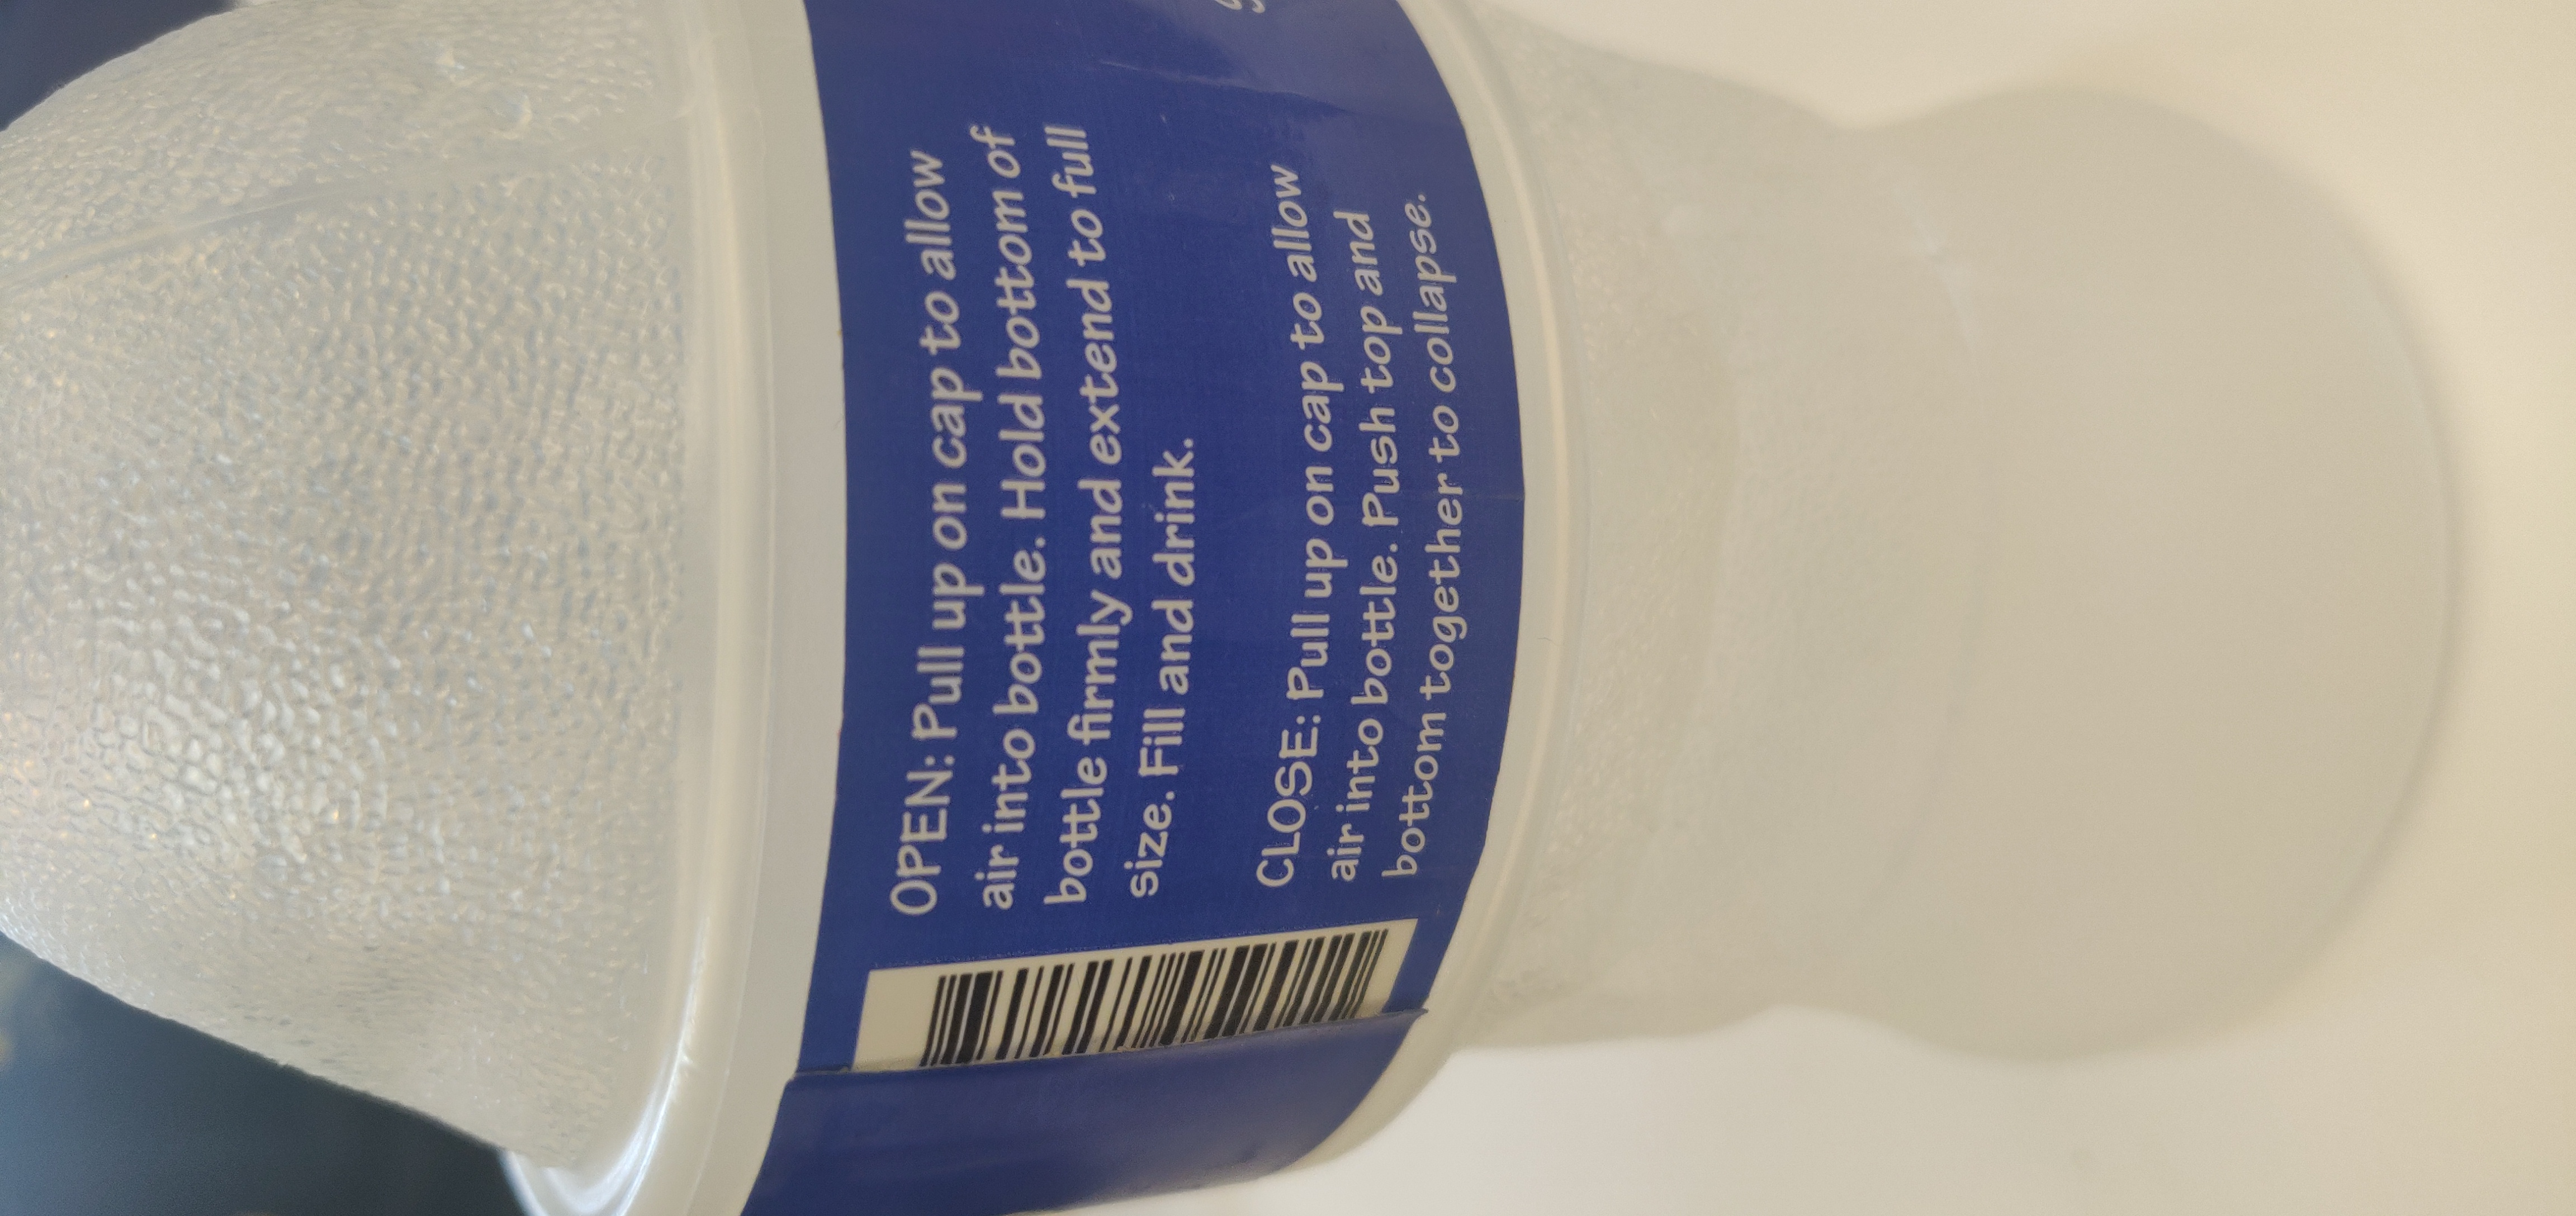 OPEN: Pull up on cap to allow
air into bottle. Hold bottom of
bottle firmly and extend to full
size. Fill and drink.
CLOSE: Pull up on cap to allow
air into bottle. Push top and
bottom together to collapse.